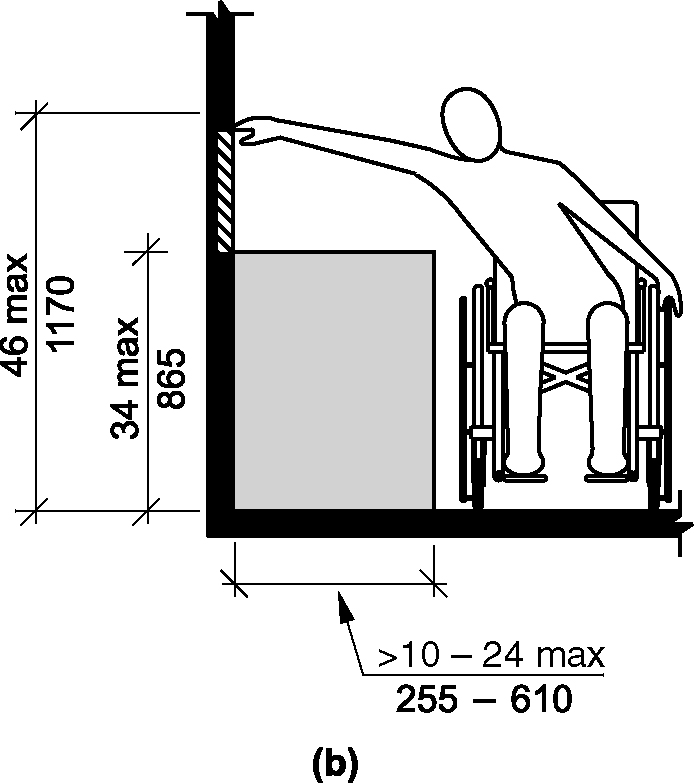 46 max
1170
34 max
865
>10 – 24 max
255 – 610
(b)